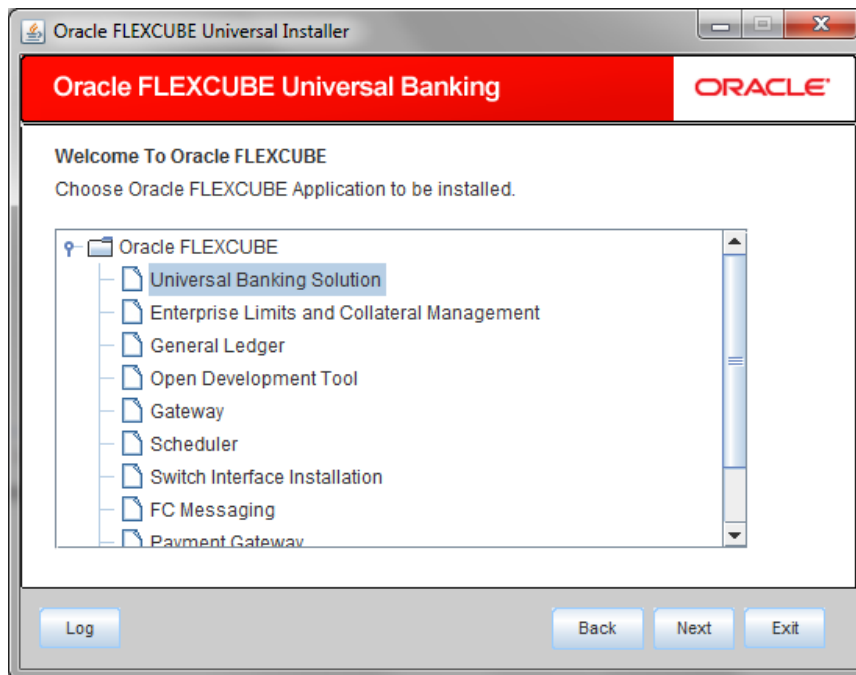 Oracle FLEXCUBE Universal Installer
Oracle FLEXCUBE Universal Banking
ORACLE
Welcome To Oracle FLEXCUBE
Choose Oracle FLEXCUBE Application to be installed.
Oracle FLEXCUBE
Universal Banking Solution
Enterprise Limits and Collateral Management
General Ledger
Open Development Tool
Gateway
Scheduler
Switch Interface Installation
FC Messaging
Payment Gateway
Log Back Next Exit